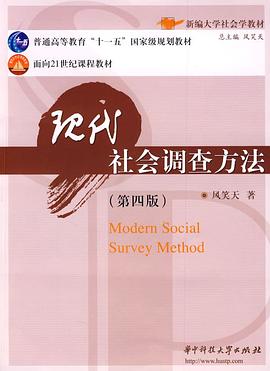 新编大学社会学教材
总主编 风笑天
普通高等教育“十一五”国家级规划教材
面向21世纪课程教材
现代
社会调查方法
(第四版)
风笑天 著
Modern Social
Survey Method
华中科技大学出版社
http://www.hustp.com